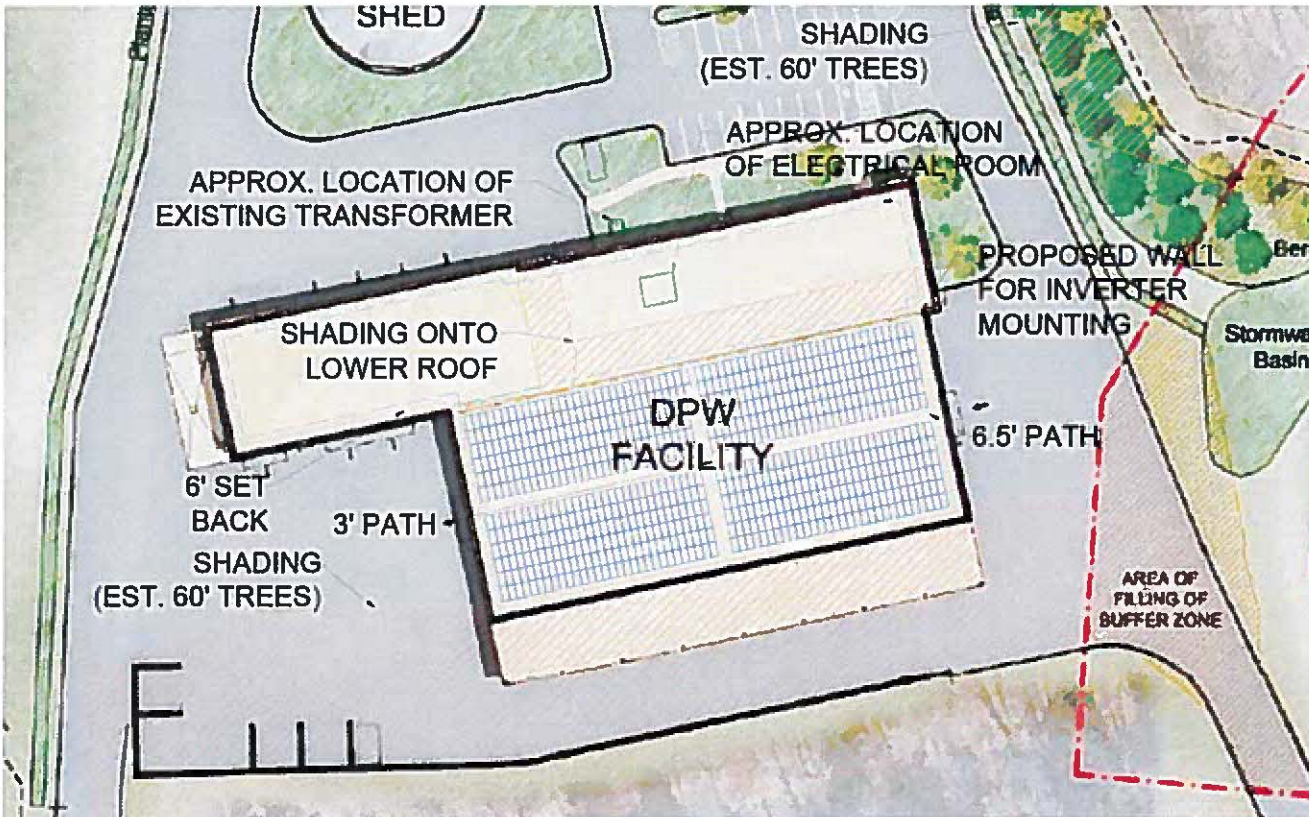 SHED
SHADING
(EST. 60' TREES)
APPROX. LOCATION
OF ELECTRICAL ROOM
APPROX. LOCATION OF
EXISTING TRANSFORMER
PROPOSED WALL
FOR INVERTER
MOUNTING
Ber
Stormwa
Basin
SHADING ONTO
LOWER ROOF
DPW
FACILITY
6.5' PATH
6' SET
BACK
3' PATH
SHADING
(EST. 60' TREES)
AREA OF
FILLING OF
BUFFER ZONE